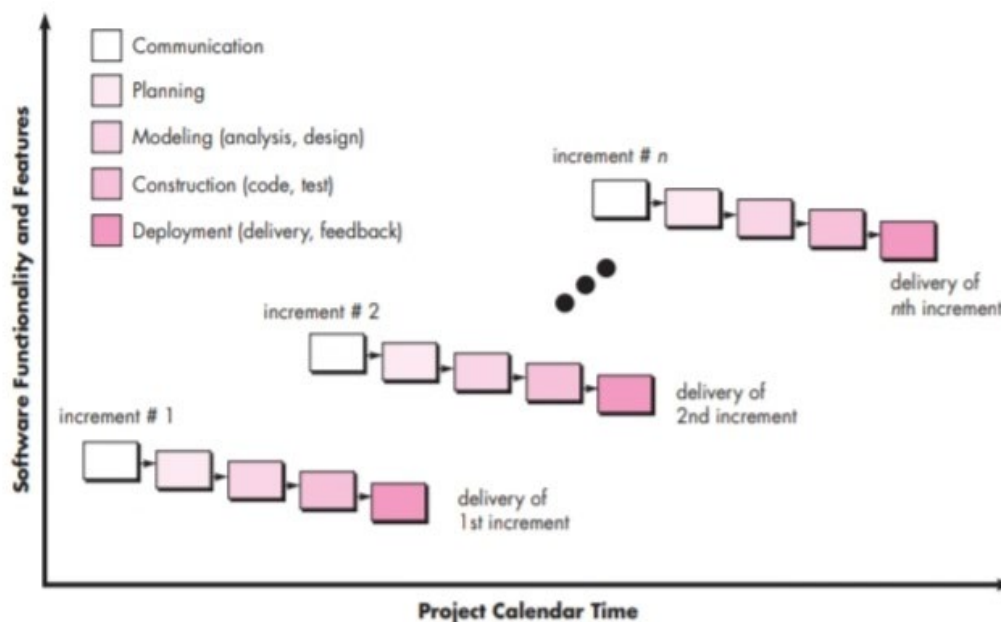 Software Functionality and Features
Communication
Planning
Modeling (analysis, design)
Construction (code, test)
Deployment (delivery, feedback)
increment # n
delivery of
nth increment
increment # 2
delivery of
2nd increment
increment # 1
delivery of
1st increment
Project Calendar Time